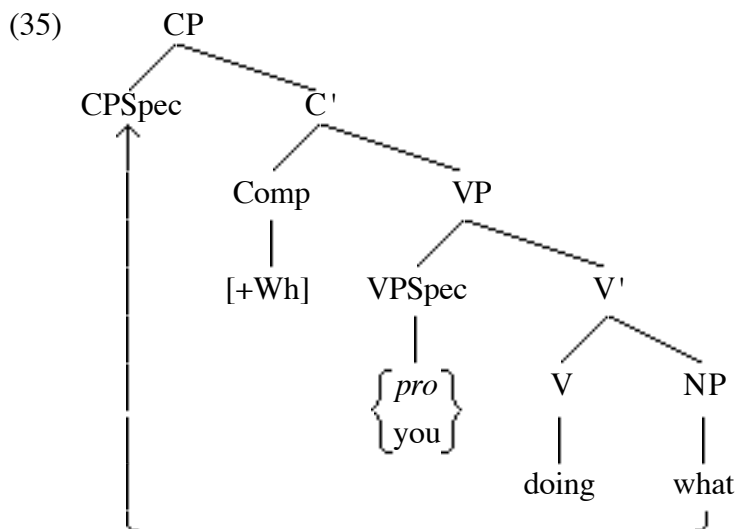 (35) CP
CPSpec C'
Comp VP
[+Wh] VPSpec V'
pro V NP
you
doing what